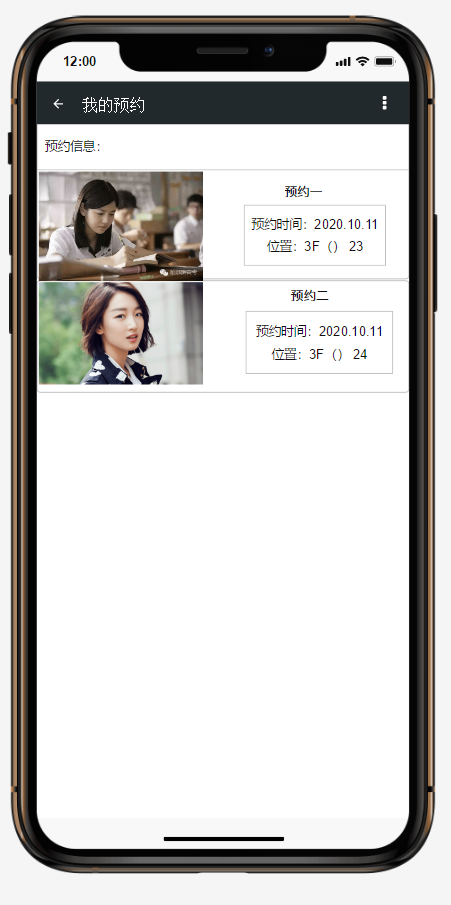 12:00
我的预约
预约信息：
预约一
预约时间：2020.10.11
位置：3F（） 23
预约二
预约时间：2020.10.11
位置：3F（） 24